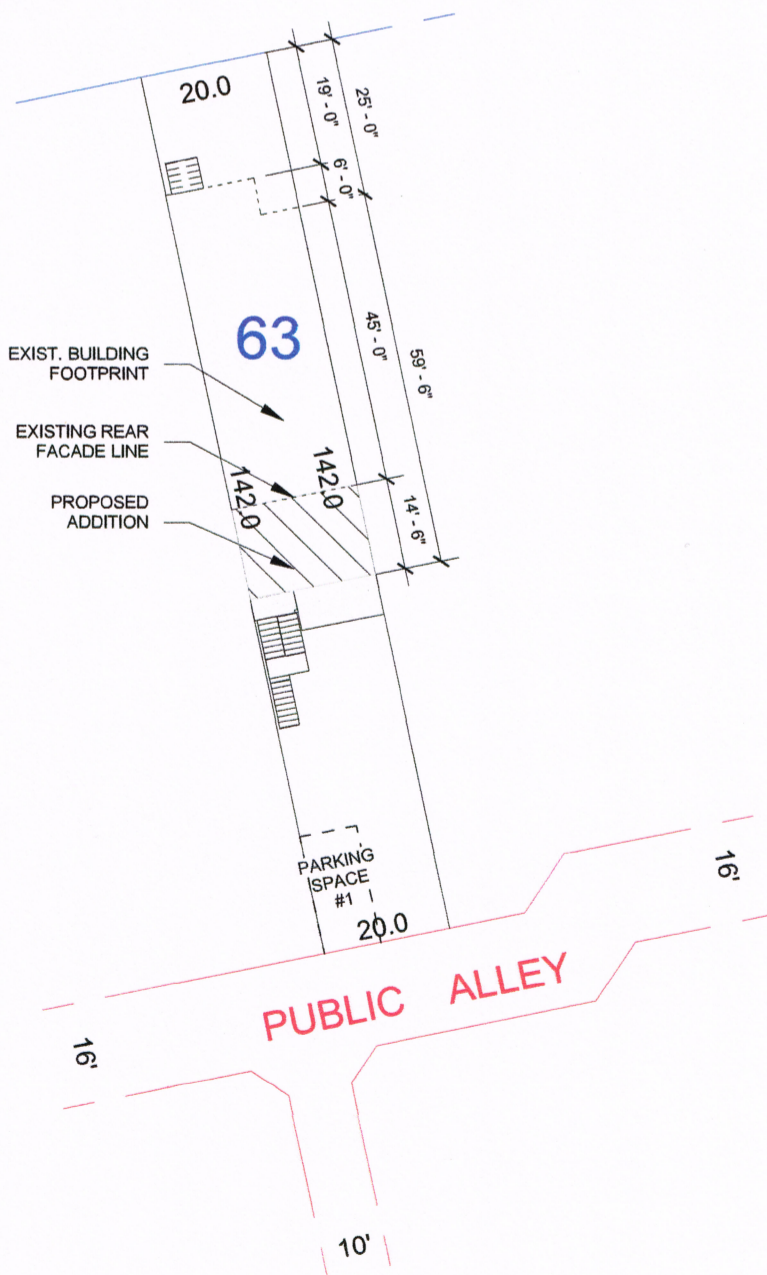 20.0
19' - 0"
25' - 0"
6' - 0"
63
45' - 0"
59' - 6"
EXIST. BUILDING
FOOTPRINT
EXISTING REAR
FACADE LINE
PROPOSED
ADDITION
142.0
142.0
14' - 6"
PARKING
SPACE
#1
20.0
16'
PUBLIC ALLEY
16'
10'